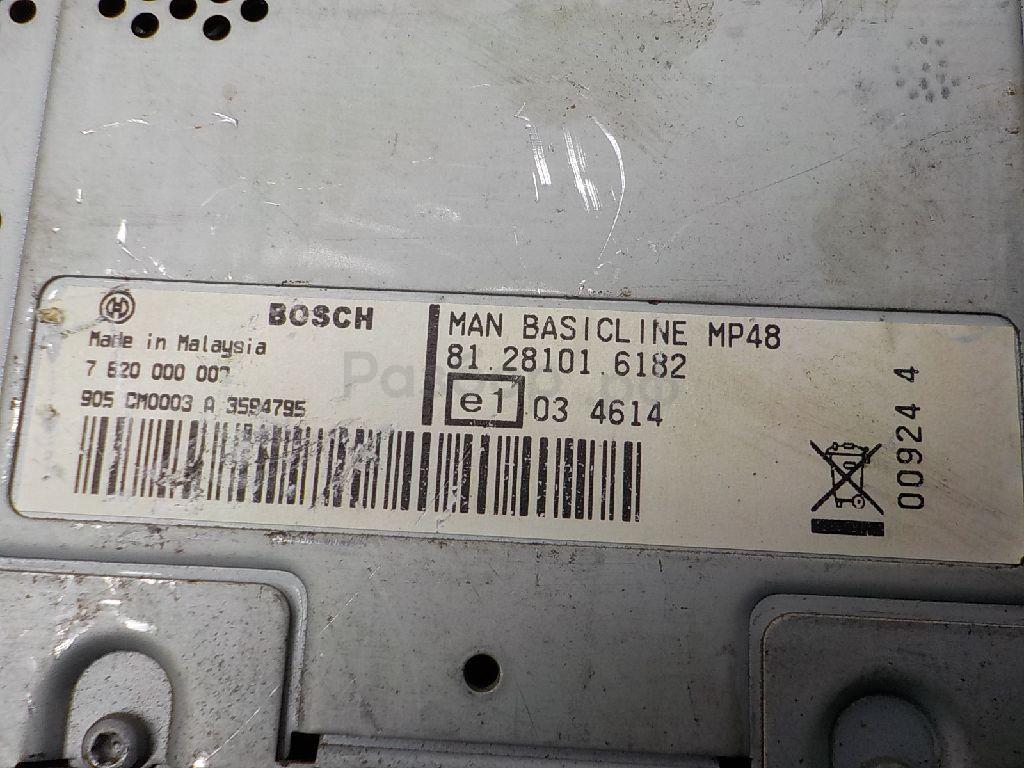 BOSCH
Made in Malaysia
7 620 000 007
905 CM0003 A 3594795
MAN BASICLINE MP48
81.28101.6182
e1 03 4614
00924 4